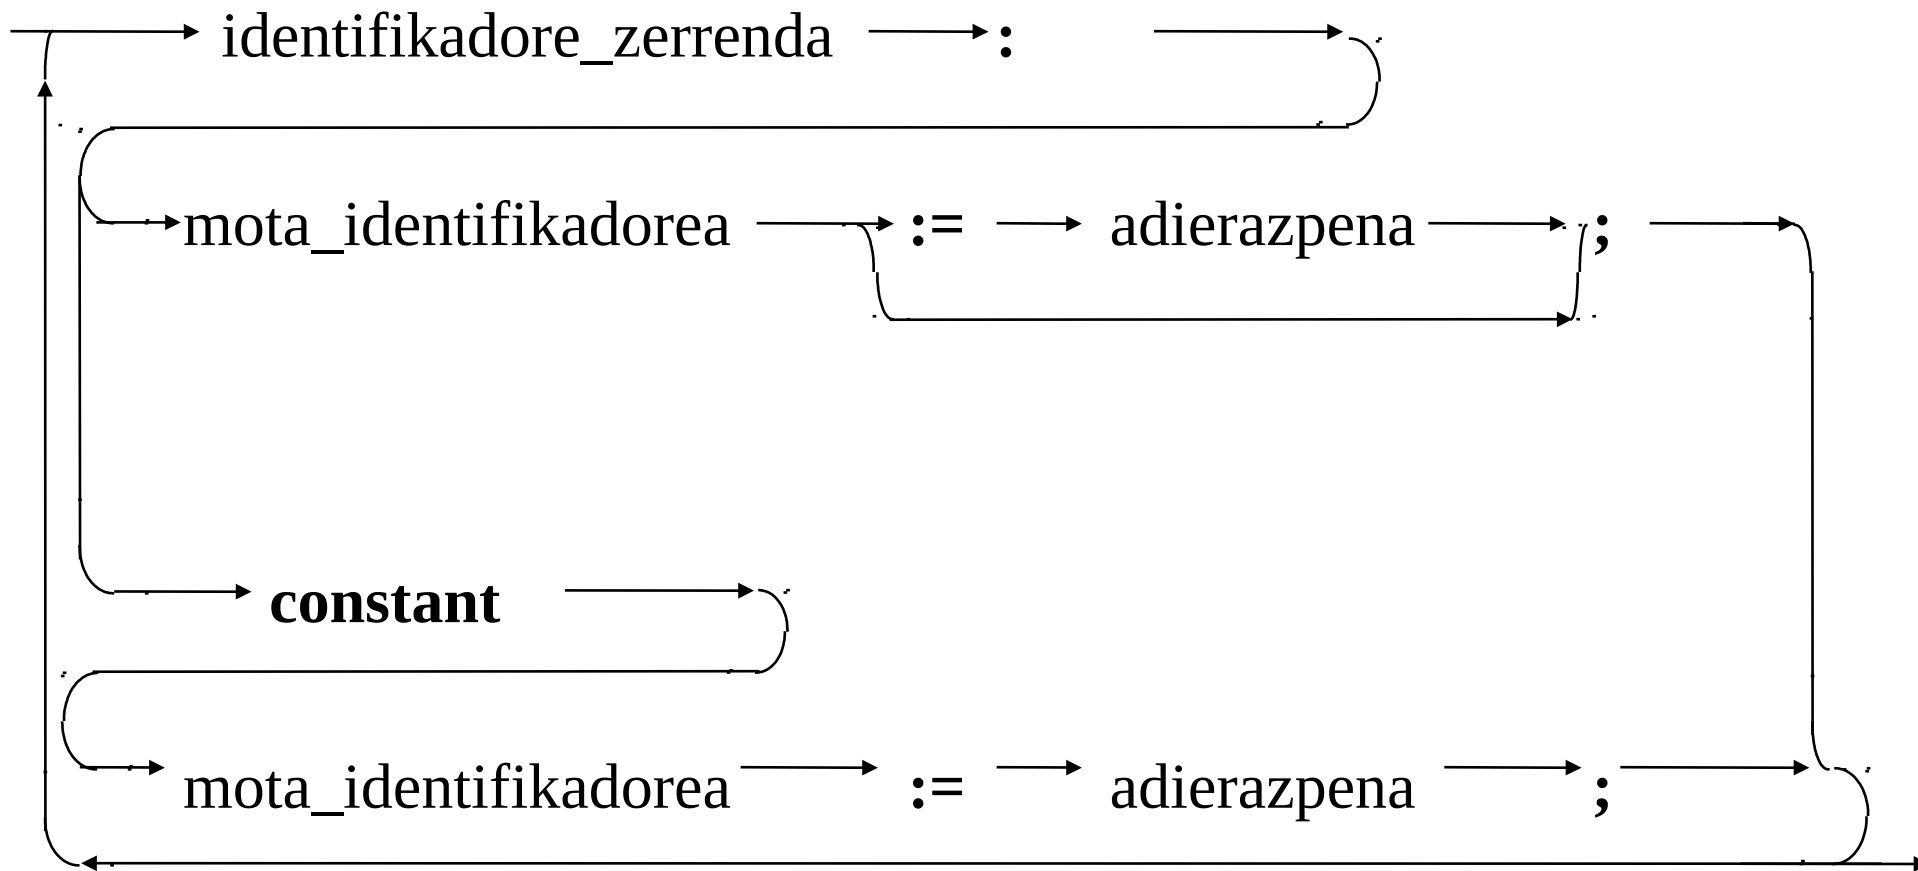 identifikadore_zerrenda :
mota_identifikadorea := adierazpena ;
constant
mota_identifikadorea := adierazpena ;